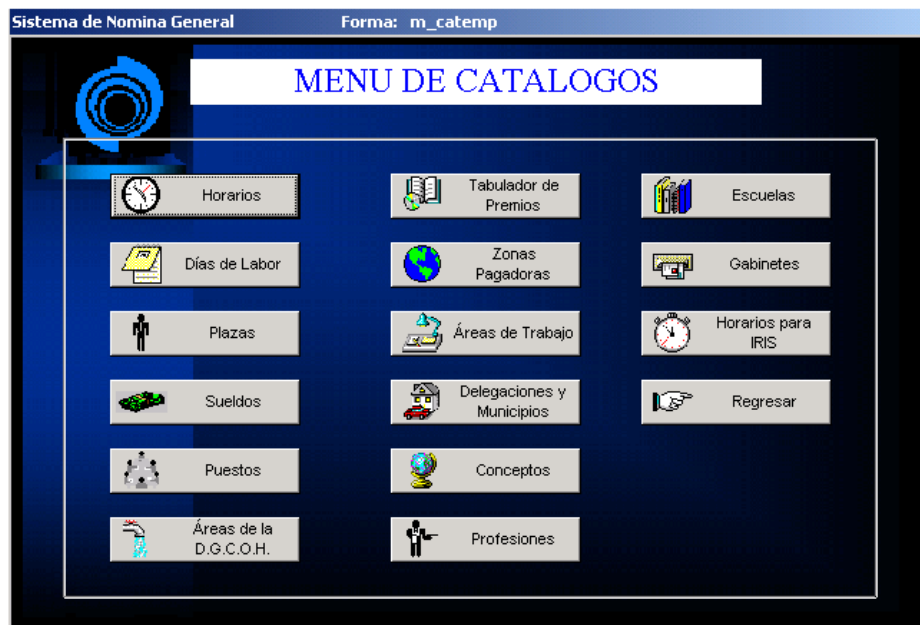 Sistema de Nomina General Forma: m_catemp
MENU DE CATALOGOS
Horarios
Tabulador de
Premios
Escuelas
Días de Labor
Zonas
Pagadoras
Gabinetes
Plazas
Áreas de Trabajo
Horarios para
IRIS
Sueldos
Delegaciones y
Municipios
Regresar
Puestos
Conceptos
Áreas de la
D.G.C.O.H.
Profesiones